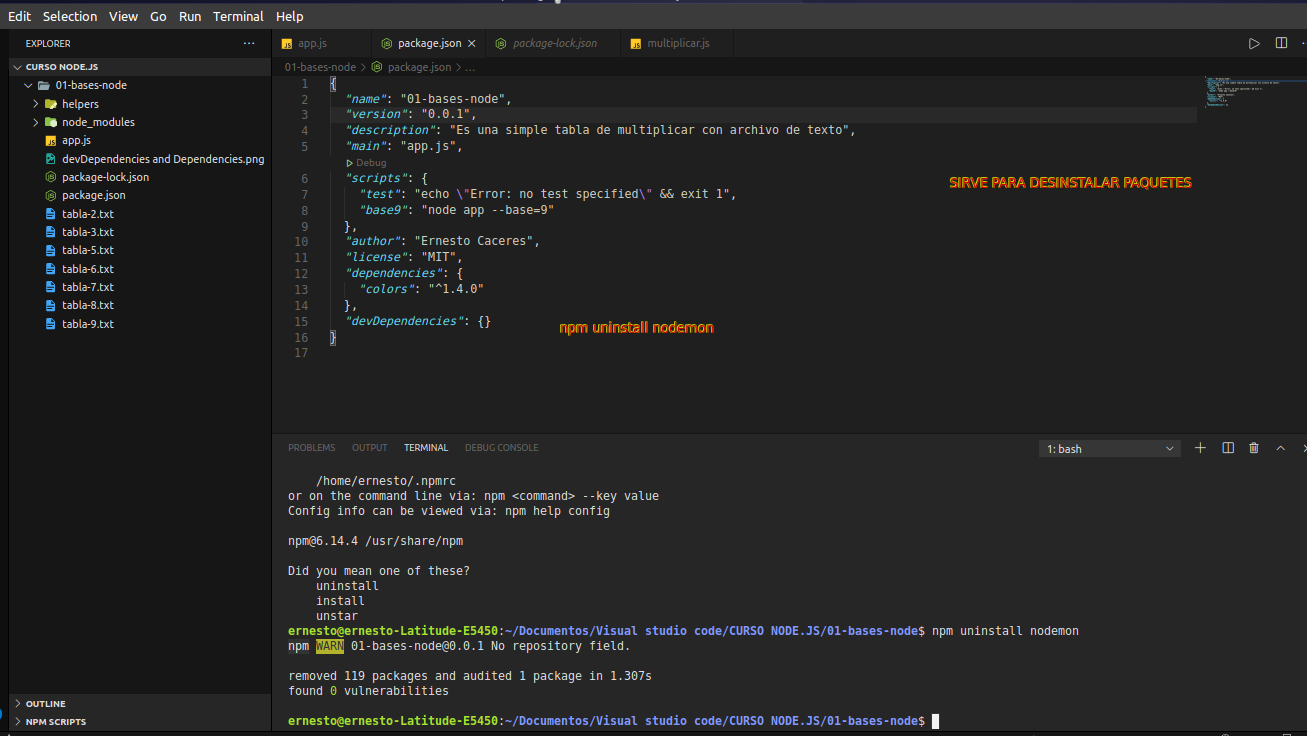 Edit Selection View Go Run Terminal Help
EXPLORER ...
CURSO NODE.JS
01-bases-node
helpers
node_modules
app.js
devDependencies and Dependencies.png
package-lock.json
package.json
tabla-2.txt
tabla-3.txt
tabla-5.txt
tabla-6.txt
tabla-7.txt
tabla-8.txt
tabla-9.txt
OUTLINE
NPM SCRIPTS
app.js package.json package-lock.json multiplicar.js
01-bases-node > package.json > ...
1 {
2 "name": "01-bases-node",
3 "version": "0.0.1",
4 "description": "Es una simple tabla de multiplicar con archivo de texto",
5 "main": "app.js",
Debug
6 "scripts": {
7 "test": "echo \"Error: no test specified\" && exit 1",
8 "base9": "node app --base=9"
9 },
10 "author": "Ernesto Caceres",
11 "license": "MIT",
12 "dependencies": {
13 "colors": "^1.4.0"
14 },
15 "devDependencies": {}
16 }
17
SIRVE PARA DESINSTALAR PAQUETES
npm uninstall nodemon
PROBLEMS OUTPUT TERMINAL DEBUG CONSOLE 1: bash
/home/ernesto/.npmrc
or on the command line via: npm <command> --key value
Config info can be viewed via: npm help config
npm@6.14.4 /usr/share/npm
Did you mean one of these?
uninstall
install
unstar
ernesto@ernesto-Latitude-E5450:~/Documentos/Visual studio code/CURSO NODE.JS/01-bases-node$ npm uninstall nodemon
npm WARN 01-bases-node@0.0.1 No repository field.
removed 119 packages and audited 1 package in 1.307s
found 0 vulnerabilities
ernesto@ernesto-Latitude-E5450:~/Documentos/Visual studio code/CURSO NODE.JS/01-bases-node$